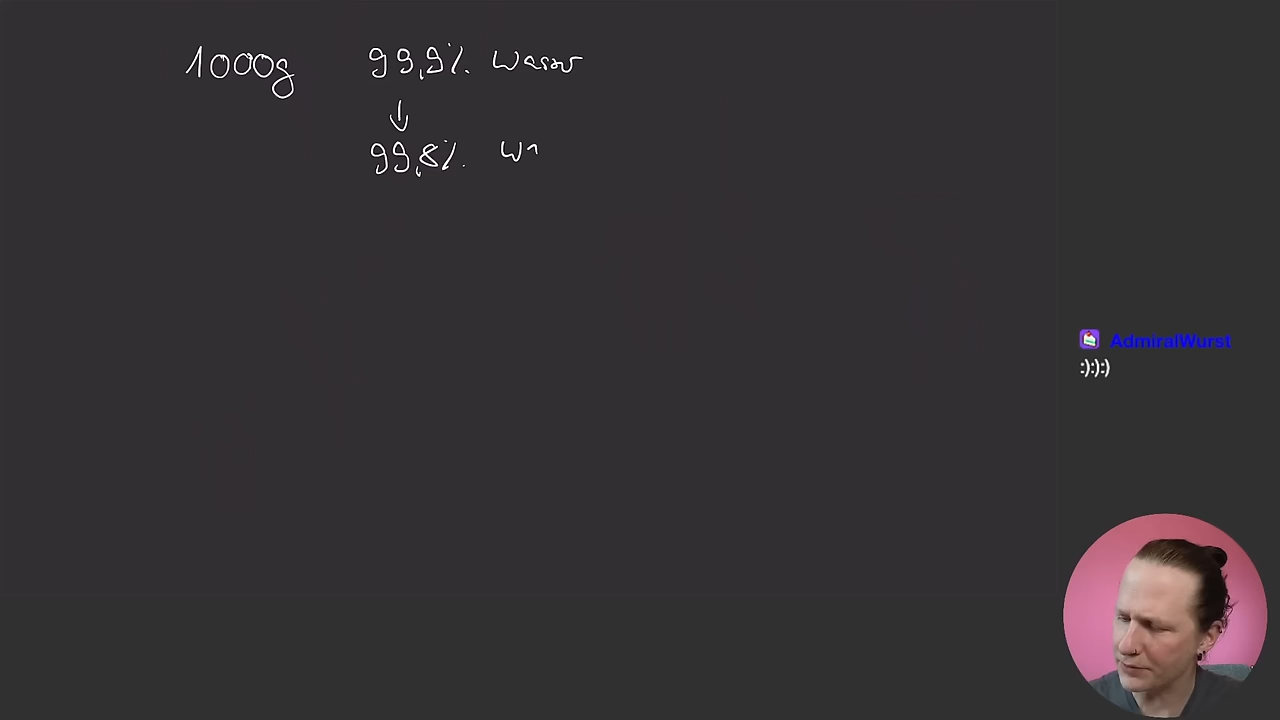 1000g 99,9% Wasser
↓
99,8% Wa
AdmiralWurst
:):):)